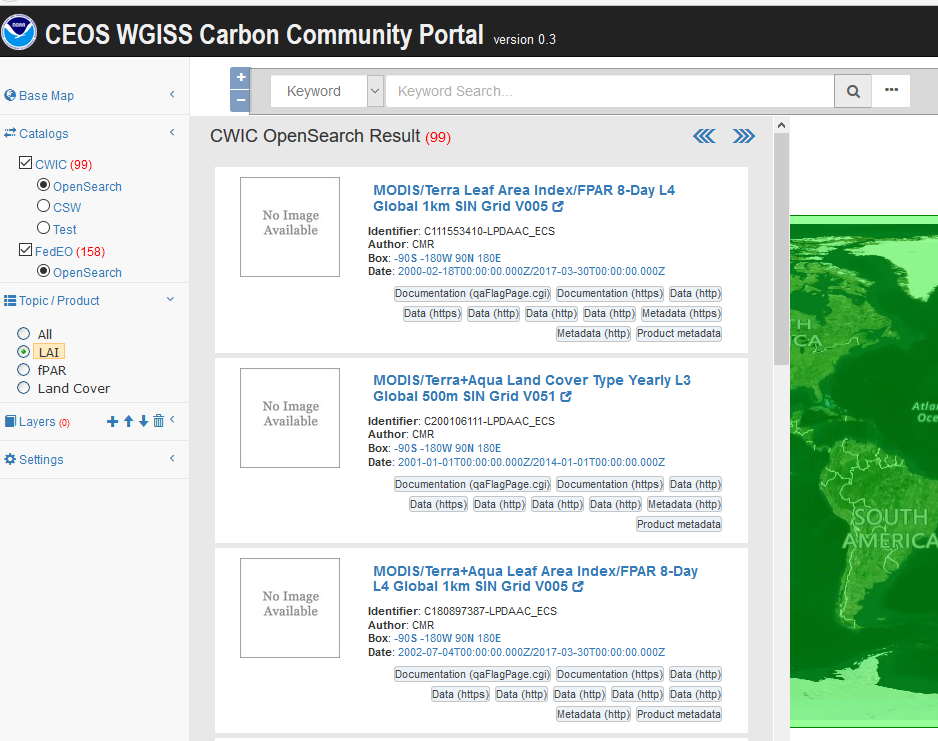 NOAA
CEOS WGISS Carbon Community Portal version 0.3
Base Map
Catalogs
CWIC (99)
OpenSearch
CSW
Test
FedEO (158)
OpenSearch
Topic / Product
All
LAI
fPAR
Land Cover
Layers (0)
Settings
+
−
Keyword
Keyword Search...
...
CWIC OpenSearch Result (99)
No Image
Available
MODIS/Terra Leaf Area Index/FPAR 8-Day L4
Global 1km SIN Grid V005
Identifier: C111553410-LPDAAC_ECS
Author: CMR
Box: -90S -180W 90N 180E
Date: 2000-02-18T00:00:00.000Z/2017-03-30T00:00:00.000Z
Documentation (qaFlagPage.cgi) Documentation (https) Data (http)
Data (https) Data (http) Data (http) Data (http) Metadata (https)
Metadata (http) Product metadata
No Image
Available
MODIS/Terra+Aqua Land Cover Type Yearly L3
Global 500m SIN Grid V051
Identifier: C200106111-LPDAAC_ECS
Author: CMR
Box: -90S -180W 90N 180E
Date: 2001-01-01T00:00:00.000Z/2014-01-01T00:00:00.000Z
Documentation (qaFlagPage.cgi) Documentation (https) Data (http)
Data (https) Data (http) Data (http) Data (http) Metadata (http)
Product metadata
No Image
Available
MODIS/Terra+Aqua Leaf Area Index/FPAR 8-Day
L4 Global 1km SIN Grid V005
Identifier: C180897387-LPDAAC_ECS
Author: CMR
Box: -90S -180W 90N 180E
Date: 2002-07-04T00:00:00.000Z/2017-03-30T00:00:00.000Z
Documentation (qaFlagPage.cgi) Documentation (https) Data (http)
Data (https) Data (http) Data (http) Data (http) Data (http)
Metadata (http) Product metadata
TH
ICA
Atla
Oce
SOUTH
AMERICA